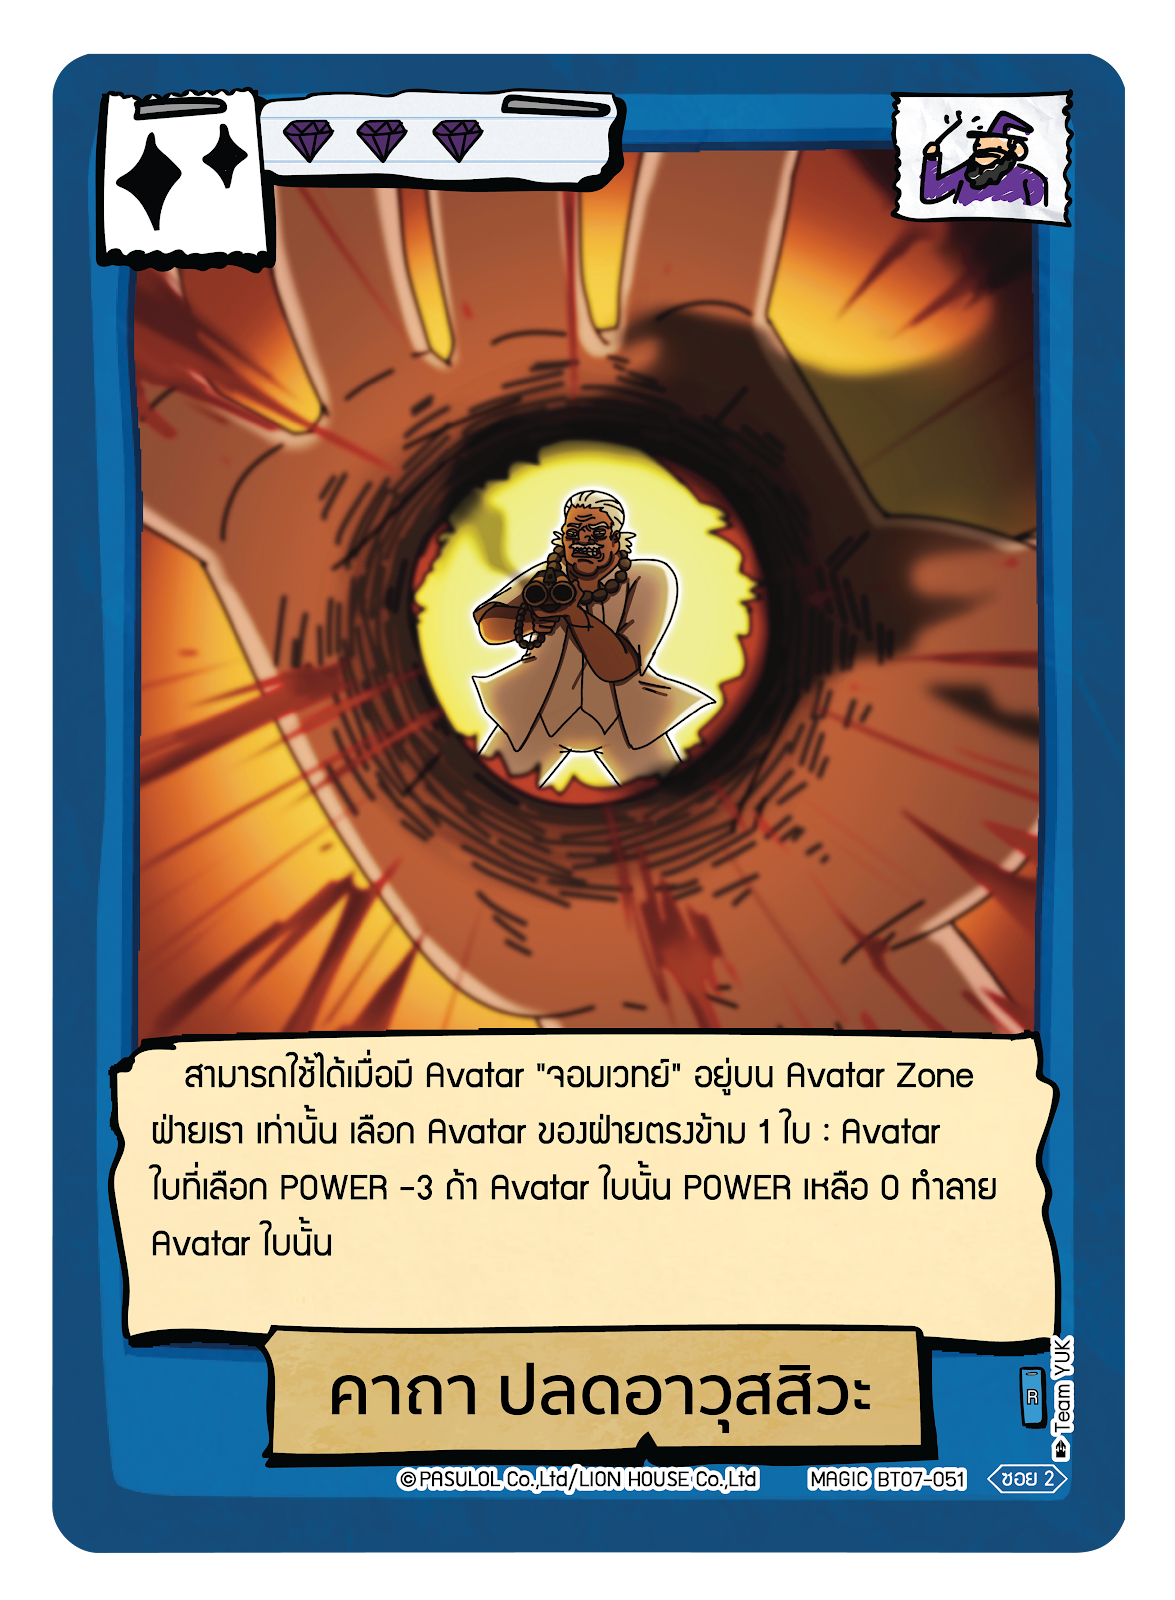 สามารถใช้ได้เมื่อมี Avatar "จอมเวทย์" อยู่บน Avatar Zone
ฝ่ายเรา เท่านั้น เลือก Avatar ของฝ่ายตรงข้าม 1 ใบ : Avatar
ใบที่เลือก POWER -3 ถ้า Avatar ใบนั้น POWER เหลือ 0 ทำลาย
Avatar ใบนั้น
คาถา ปลดอาวุสสิวะ
R
Team YUK
©PASULOL Co.,Ltd/LION HOUSE Co.,Ltd
MAGIC BT07-051
ซอย 2